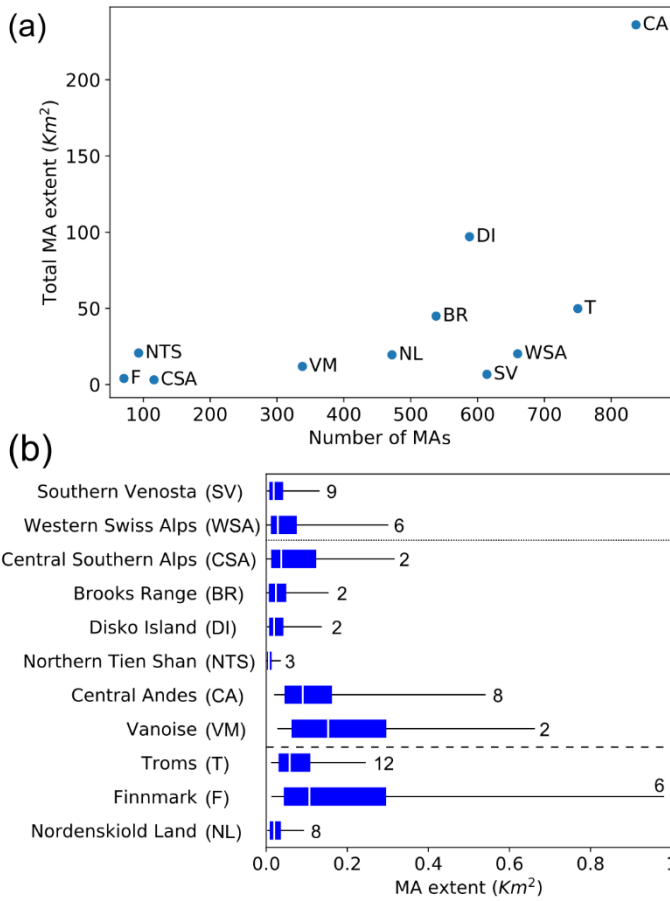 (a)
Total MA extent (Km²)
200
150
100
50
0
CA
DI
T
BR
NTS
NL
WSA
VM
SV
F
CSA
100 200 300 400 500 600 700 800
Number of MAs
(b)
Southern Venosta (SV) 9
Western Swiss Alps (WSA) 6
Central Southern Alps (CSA) 2
Brooks Range (BR) 2
Disko Island (DI) 2
Northern Tien Shan (NTS) 3
Central Andes (CA) 8
Vanoise (VM) 2
Troms (T) 12
Finnmark (F) 6
Nordenskiold Land (NL) 8
0.0 0.2 0.4 0.6 0.8 1
MA extent (Km²)